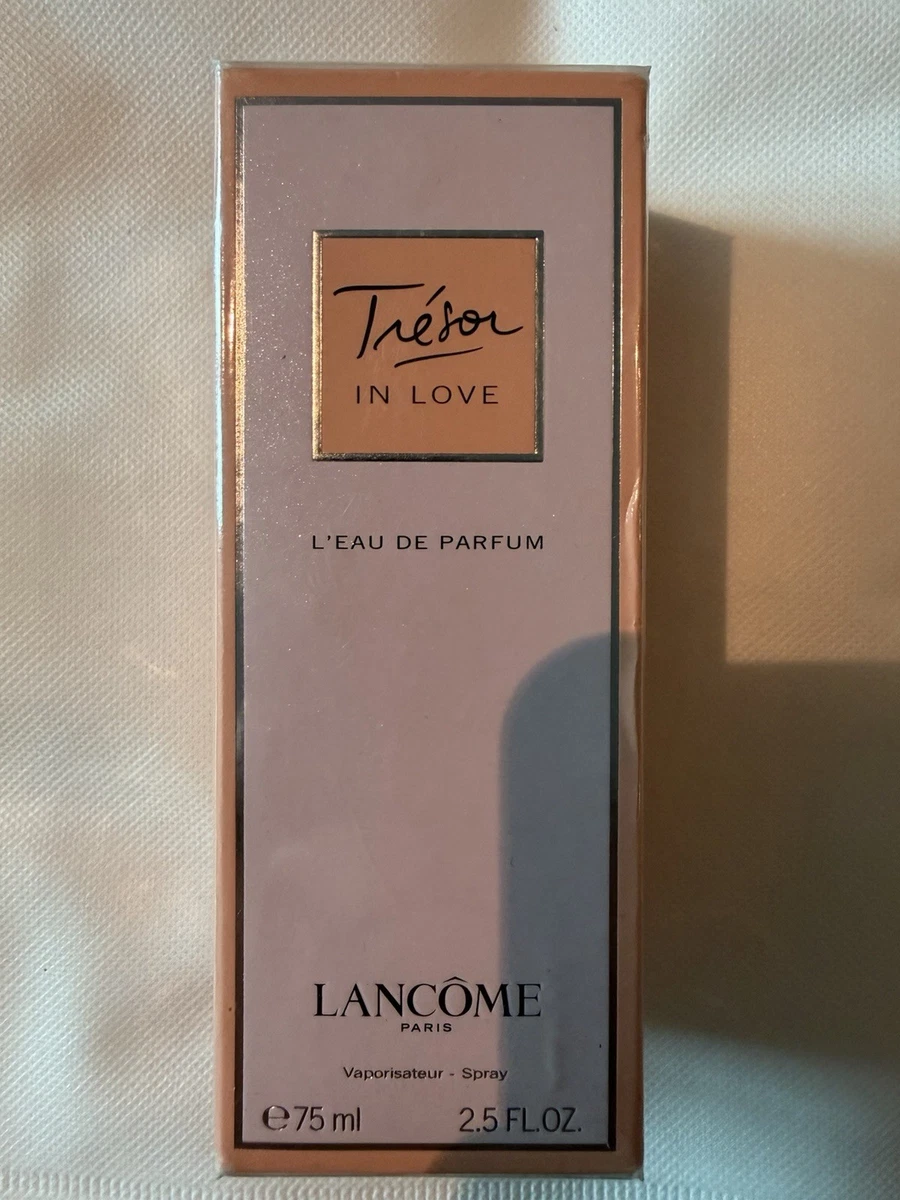 Trésor
IN LOVE
L'EAU DE PARFUM
LANCÔME
PARIS
Vaporisateur - Spray
℮ 75 ml 2.5 FL.OZ.